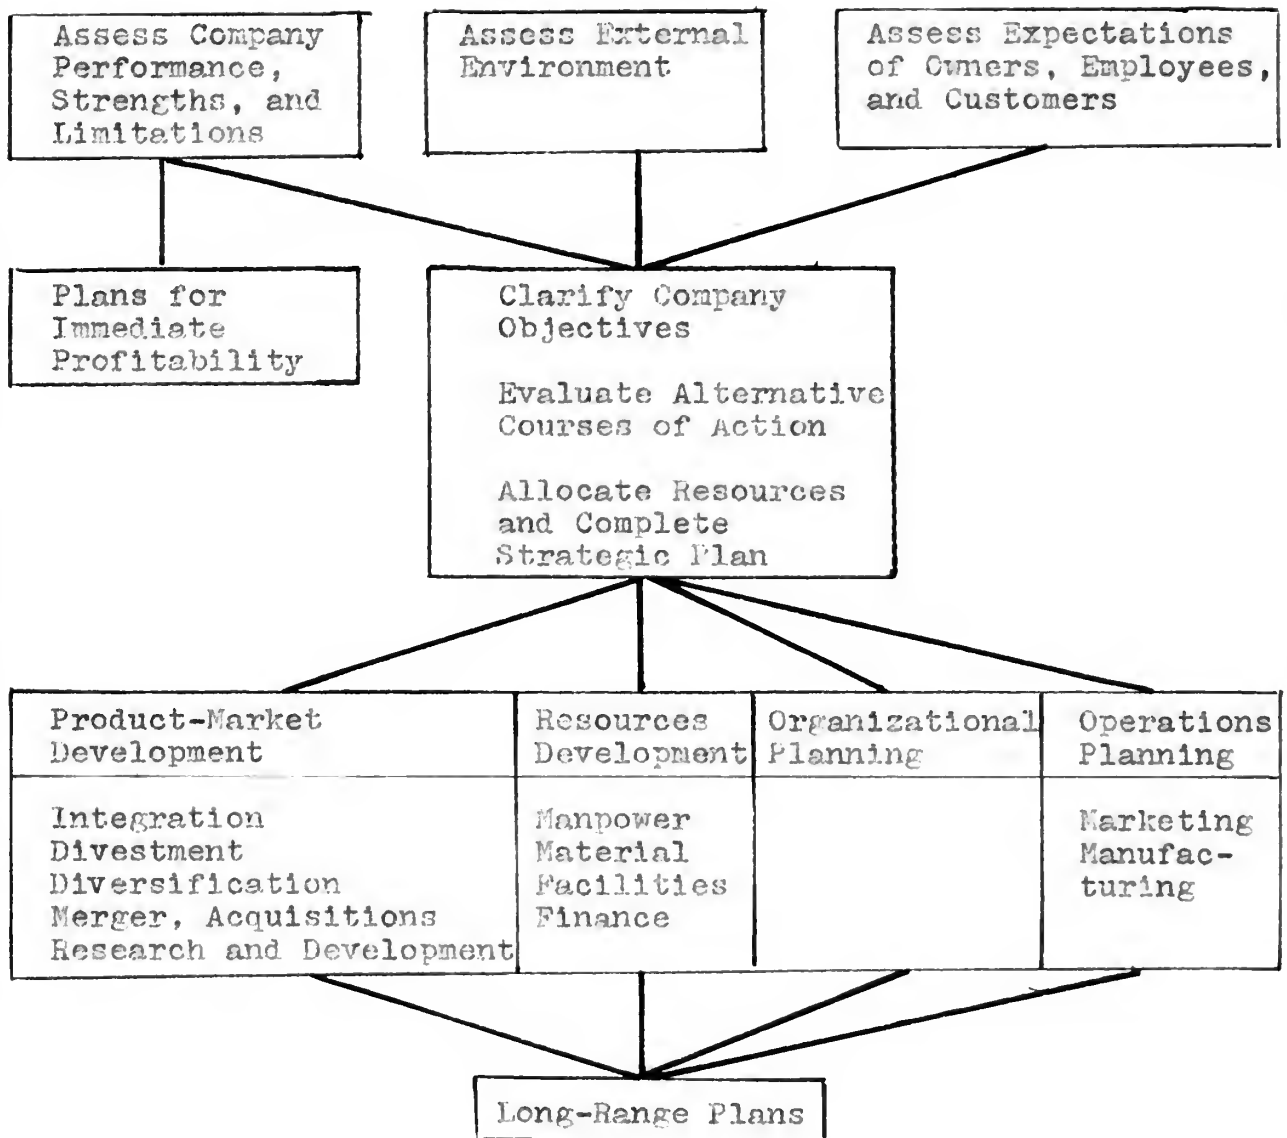 Assess Company
Performance,
Strengths, and
Limitations
Assess External
Environment
Assess Expectations
of Owners, Employees,
and Customers
Plans for
Immediate
Profitability
Clarify Company
Objectives
Evaluate Alternative
Courses of Action
Allocate Resources
and Complete
Strategic Plan
Product-Market
Development
Resources
Development
Organizational
Planning
Operations
Planning
Integration
Divestment
Diversification
Merger, Acquisitions
Research and Development
Manpower
Material
Facilities
Finance
Marketing
Manufac-
turing
Long-Range Plans